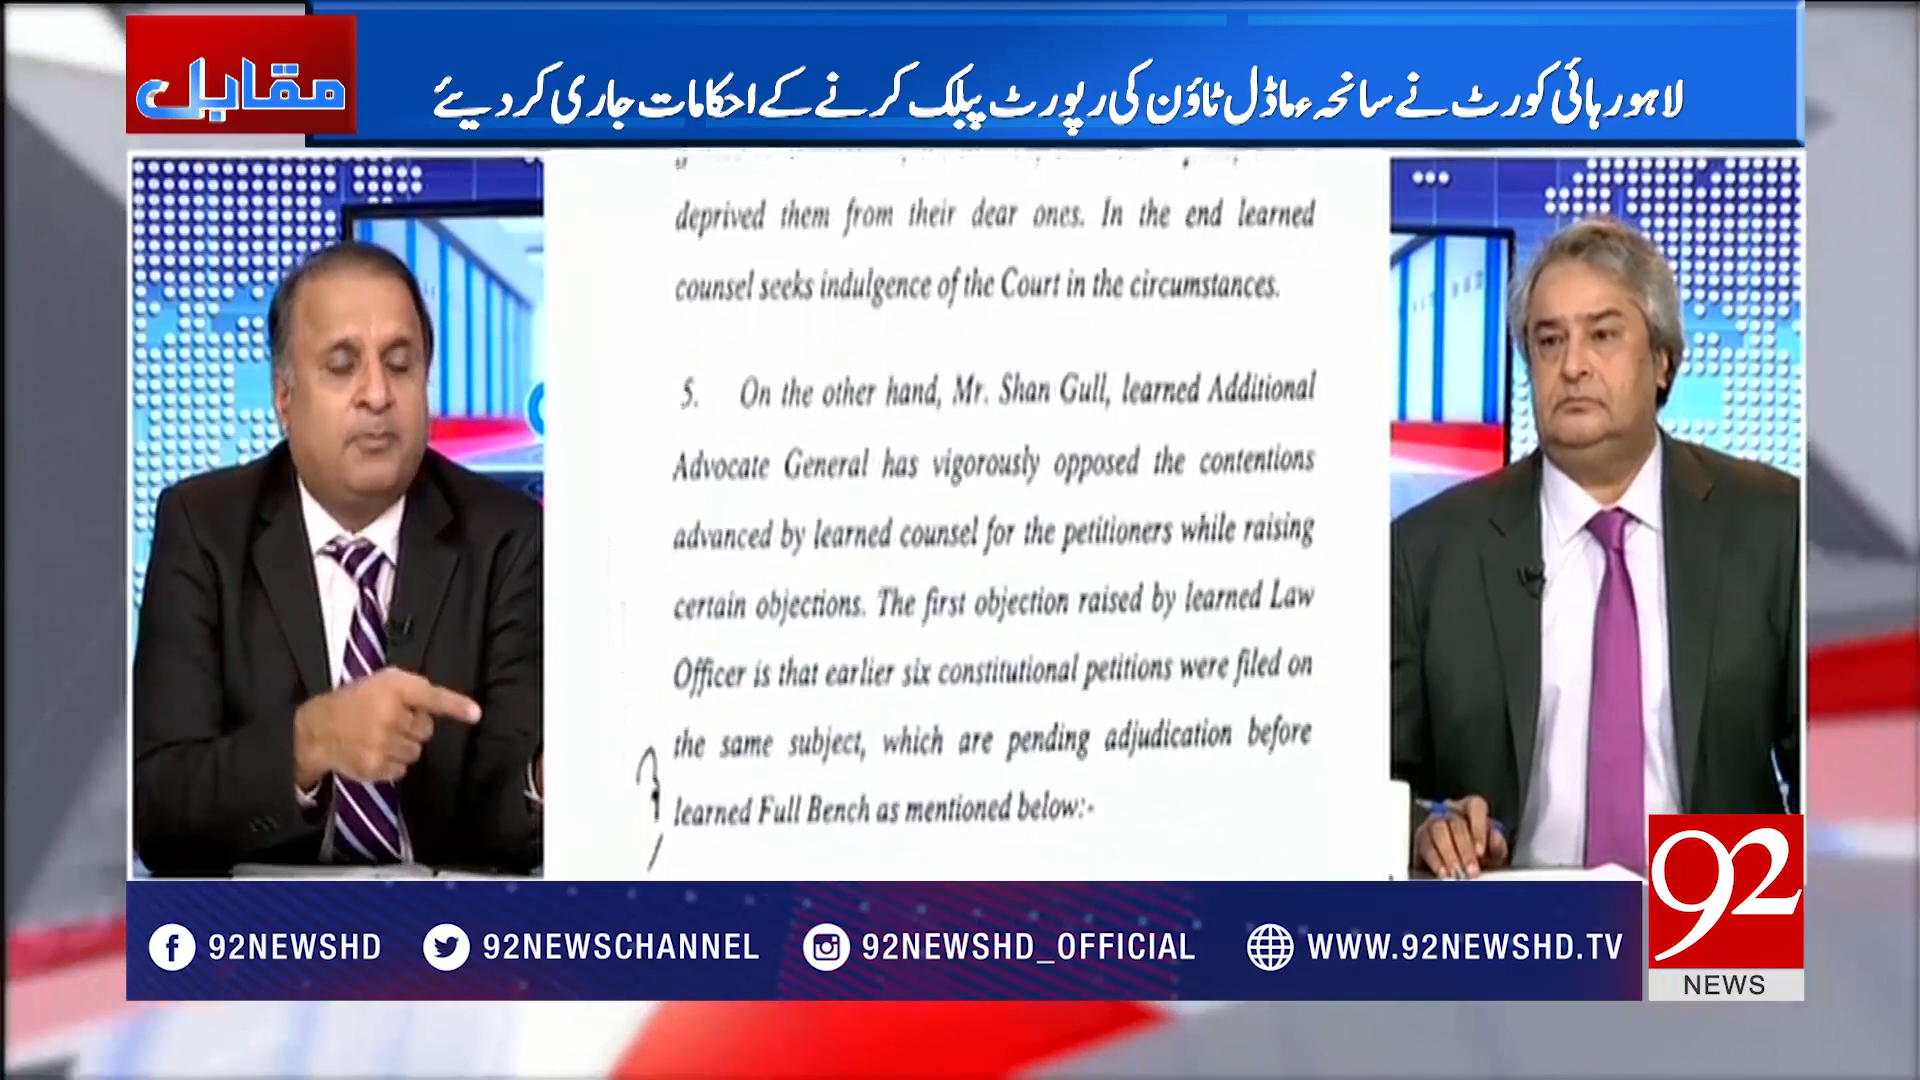 مقابل
لاہور ہائی کورٹ نے سانحہء ماڈل ٹاؤن کی رپورٹ پبلک کرنے کے احکامات جاری کر دیئے
deprived them from their dear ones. In the end learned
counsel seeks indulgence of the Court in the circumstances.
5. On the other hand, Mr. Shan Gull, learned Additional
Advocate General has vigorously opposed the contentions
advanced by learned counsel for the petitioners while raising
certain objections. The first objection raised by learned Law
Officer is that earlier six constitutional petitions were filed on
the same subject, which are pending adjudication before
learned Full Bench as mentioned below:-
92NEWSHD 92NEWSCHANNEL 92NEWSHD_OFFICIAL WWW.92NEWSHD.TV
92
NEWS